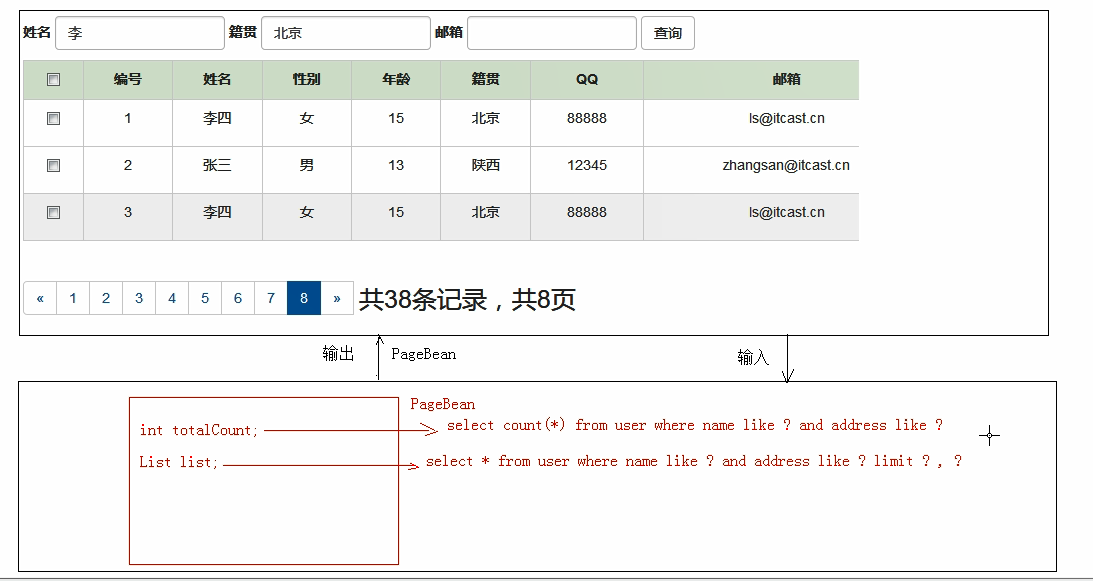 姓名 李 籍贯 北京 邮箱 查询
编号 姓名 性别 年龄 籍贯 QQ 邮箱
1 李四 女 15 北京 88888 ls@itcast.cn
2 张三 男 13 陕西 12345 zhangsan@itcast.cn
3 李四 女 15 北京 88888 ls@itcast.cn
« 1 2 3 4 5 6 7 8 » 共38条记录，共8页
输出 PageBean 输入
PageBean
int totalCount; select count(*) from user where name like ? and address like ?
List list; select * from user where name like ? and address like ? limit ? , ?